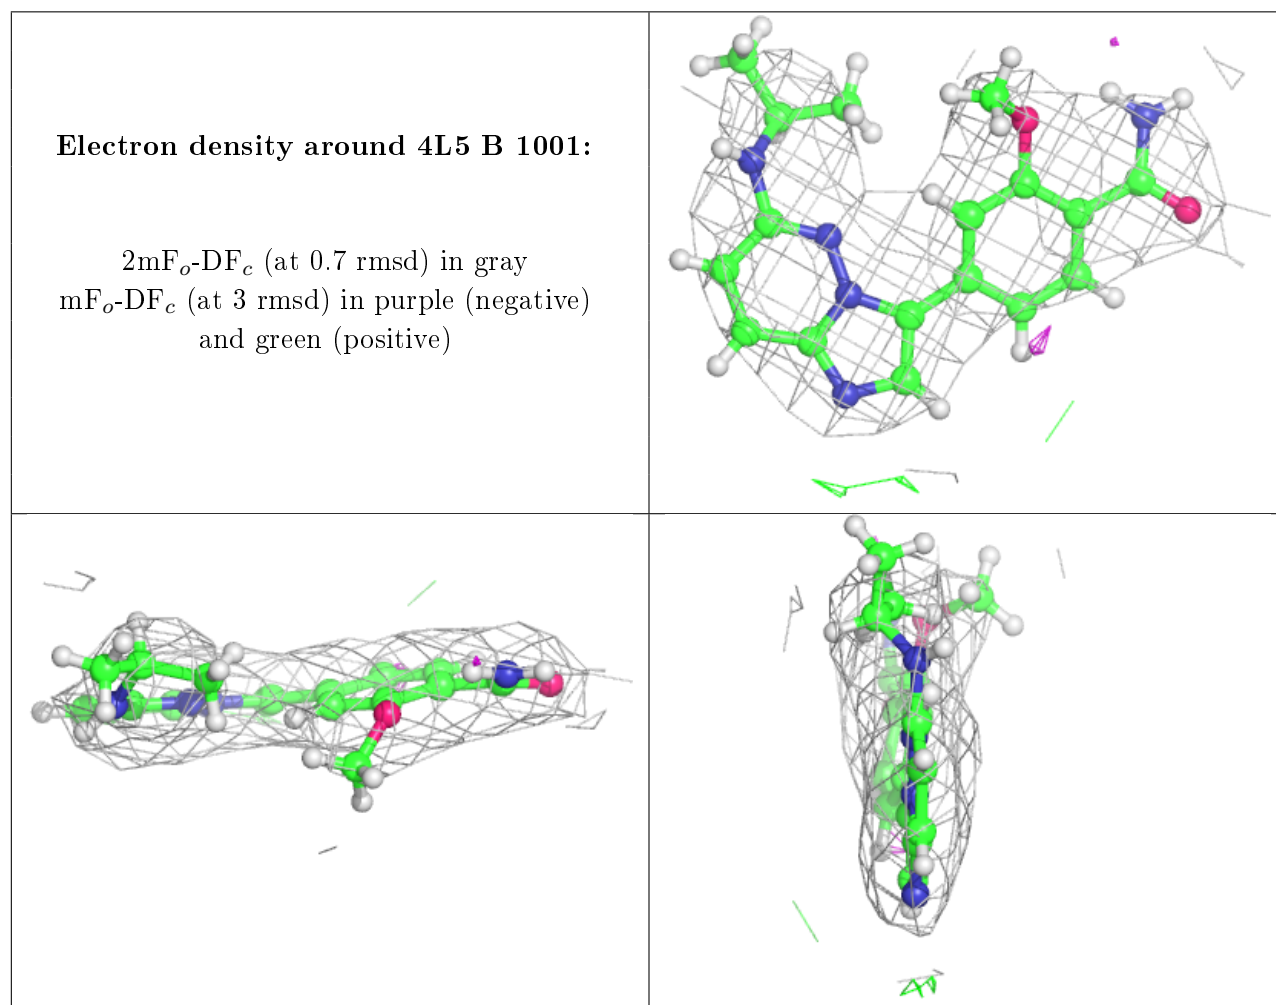 Electron density around 4L5 B 1001:
2mFₒ-DF𝑐 (at 0.7 rmsd) in gray
mFₒ-DF𝑐 (at 3 rmsd) in purple (negative)
and green (positive)